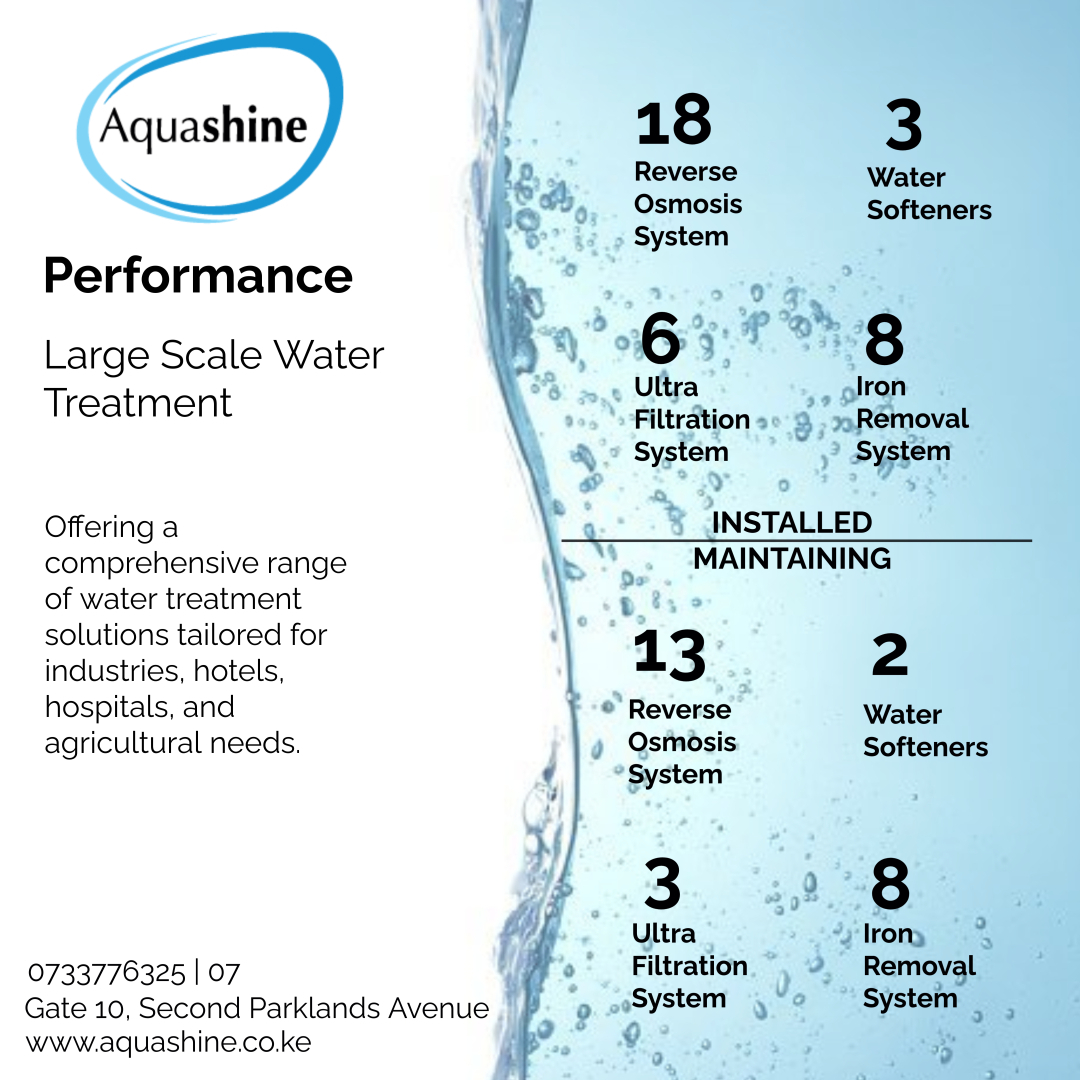 Aquashine
Performance
Large Scale Water
Treatment
Offering a
comprehensive range
of water treatment
solutions tailored for
industries, hotels,
hospitals, and
agricultural needs.
0733776325 | 07
Gate 10, Second Parklands Avenue
www.aquashine.co.ke
18
Reverse
Osmosis
System
3
Water
Softeners
6
Ultra
Filtration
System
8
Iron
Removal
System
INSTALLED
MAINTAINING
13
Reverse
Osmosis
System
2
Water
Softeners
3
Ultra
Filtration
System
8
Iron
Removal
System